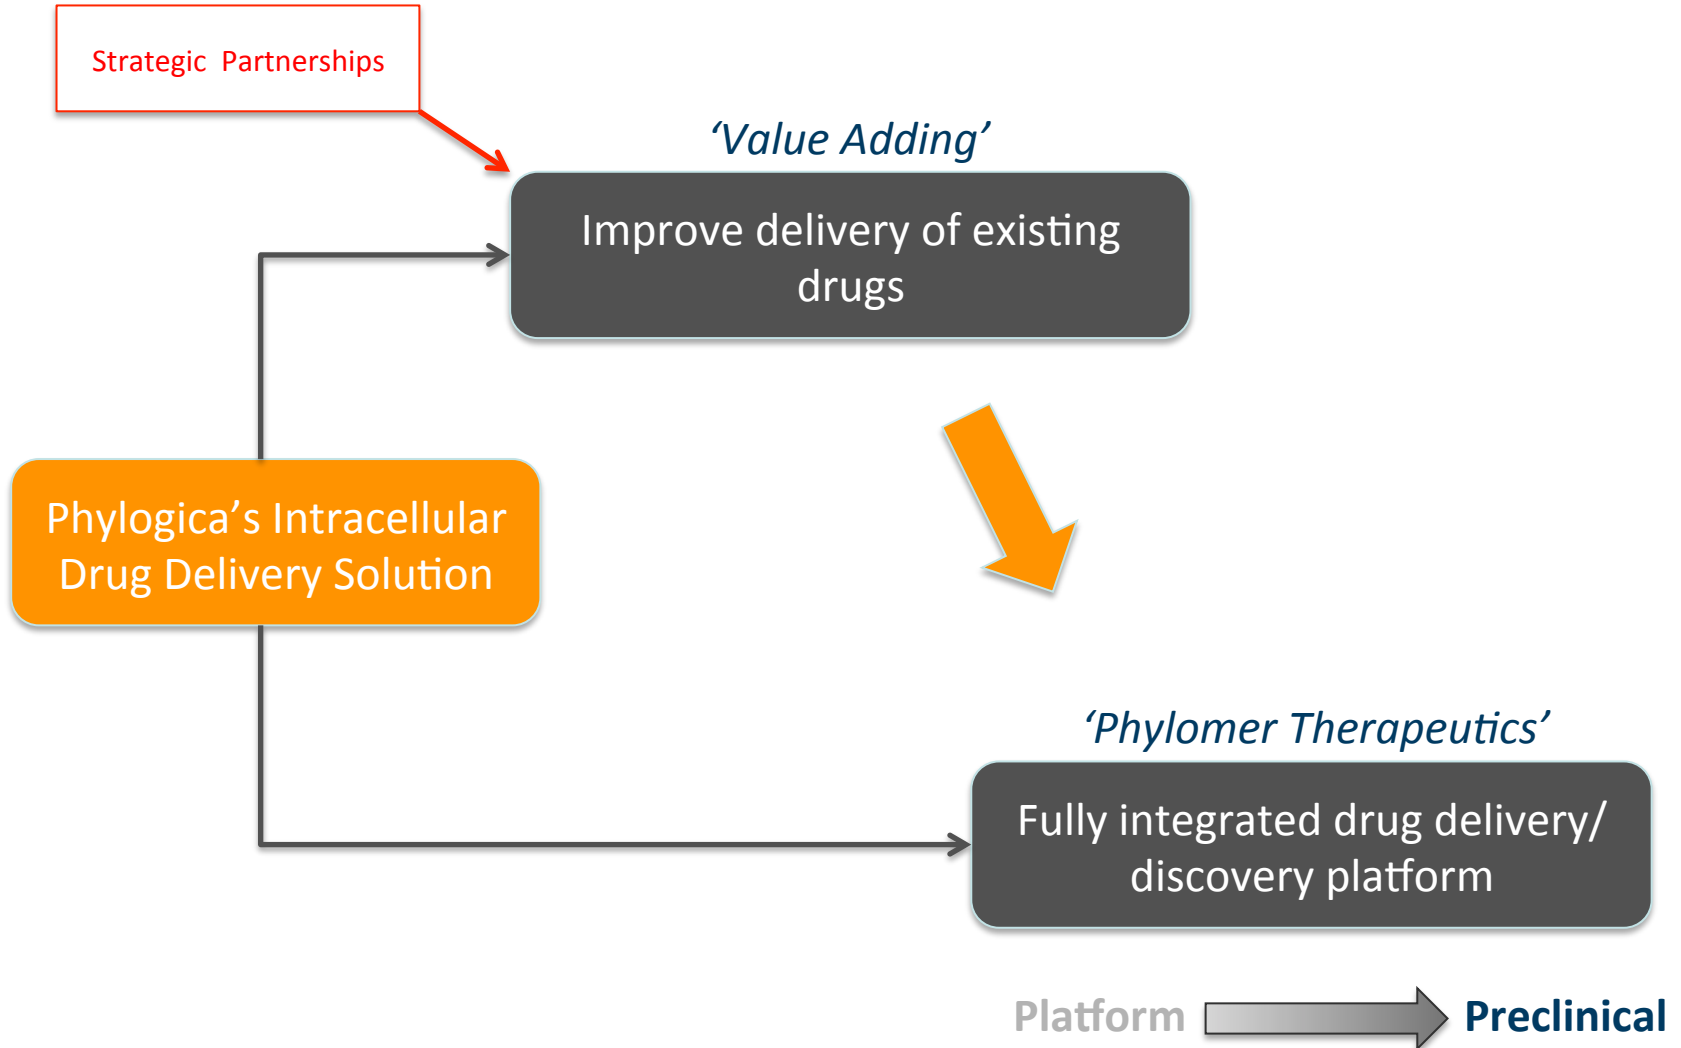 Strategic Partnerships
‘Value Adding’
Improve delivery of existing
drugs
Phylogica’s Intracellular
Drug Delivery Solution
‘Phylomer Therapeutics’
Fully integrated drug delivery/
discovery platform
Platform Preclinical